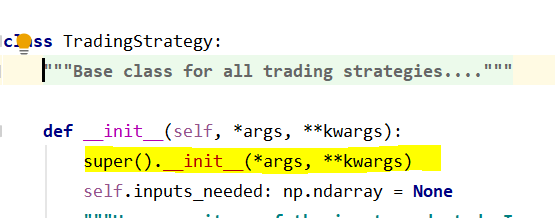 class TradingStrategy:
"""Base class for all trading strategies...."""
def __init__(self, *args, **kwargs):
super().__init__(*args, **kwargs)
self.inputs_needed: np.ndarray = None